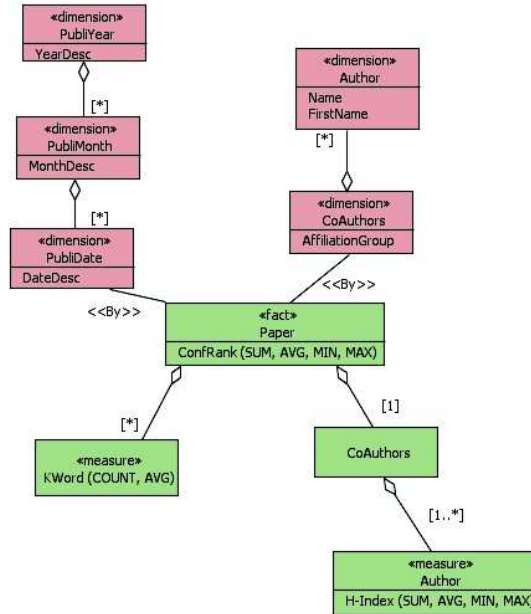 «dimension»
PubliYear
YearDesc
[*]
«dimension»
PubliMonth
MonthDesc
[*]
«dimension»
PubliDate
DateDesc
«dimension»
Author
Name
FirstName
[*]
«dimension»
CoAuthors
AffiliationGroup
<<By>>
<<By>>
«fact»
Paper
ConfRank (SUM, AVG, MIN, MAX)
[*]
[1]
«measure»
KWord (COUNT, AVG)
CoAuthors
[1..*]
«measure»
Author
H-Index (SUM, AVG, MIN, MAX)